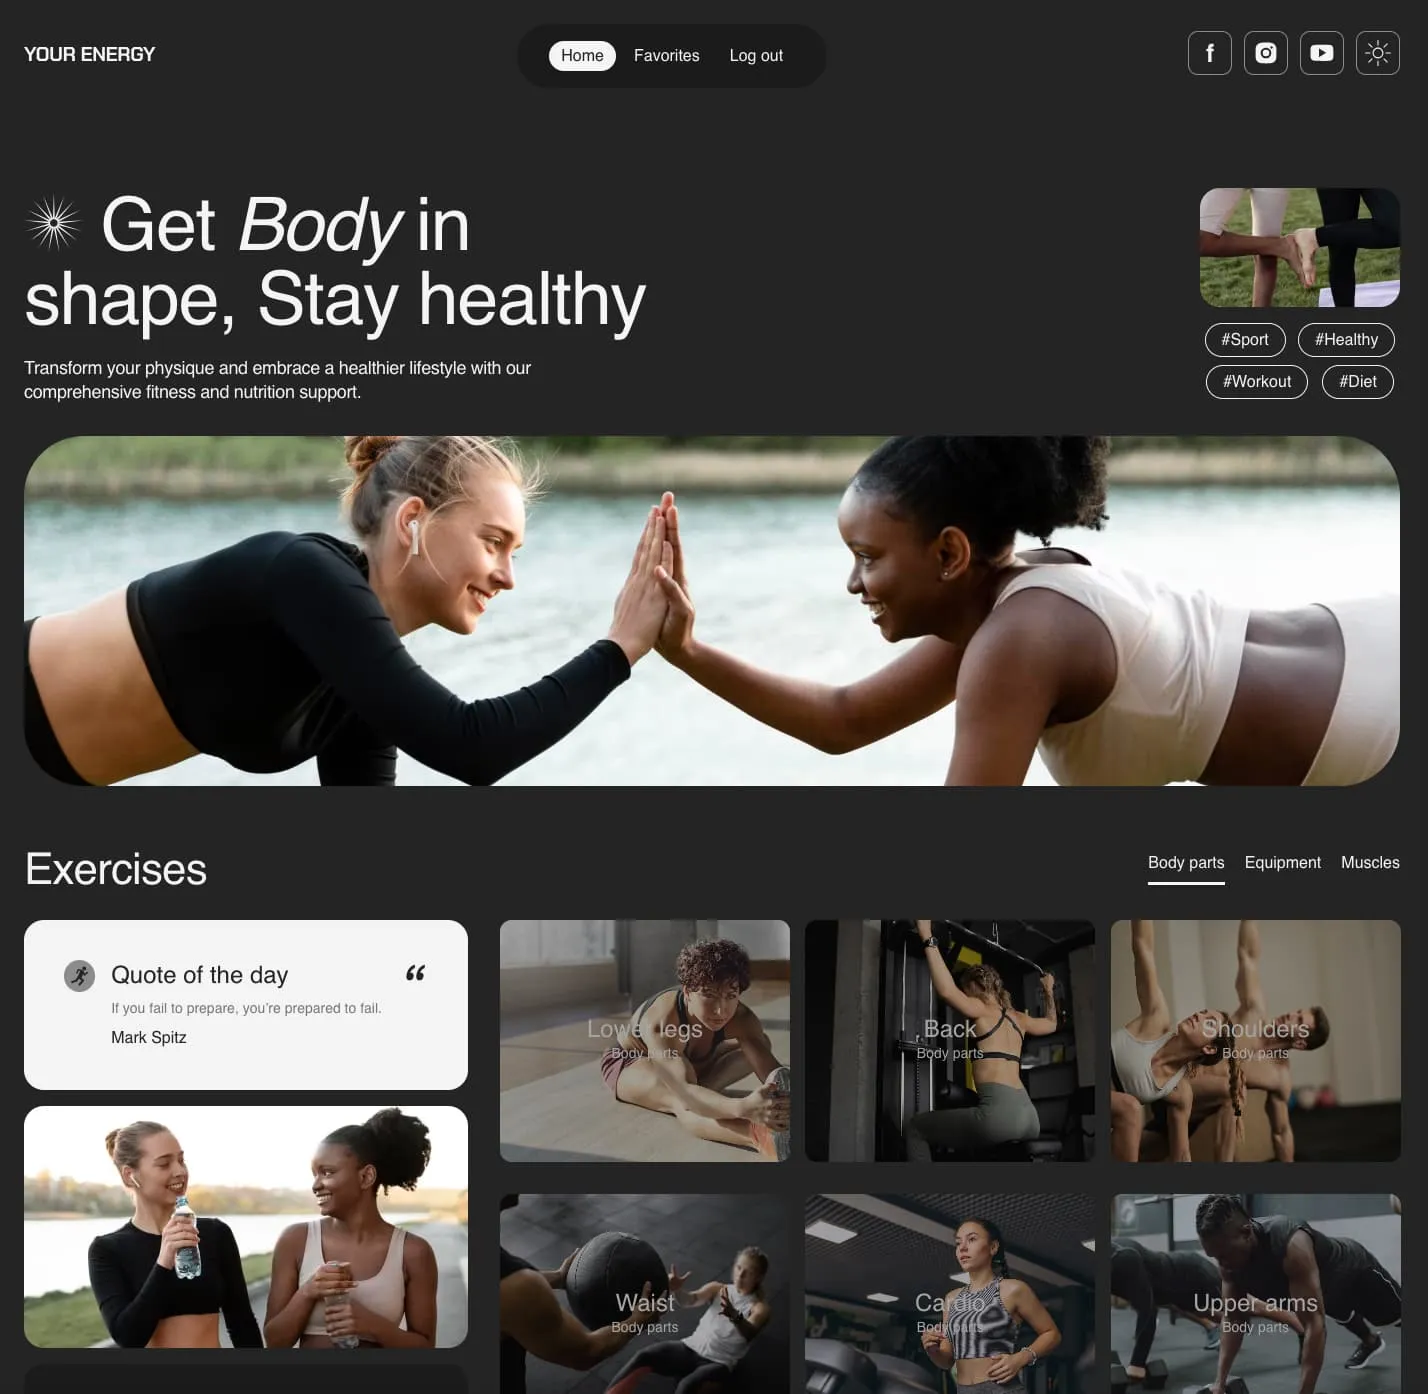 YOUR ENERGY
Home Favorites Log out
Get Body in
shape, Stay healthy
Transform your physique and embrace a healthier lifestyle with our
comprehensive fitness and nutrition support.
#Sport #Healthy
#Workout #Diet
Exercises
Body parts Equipment Muscles
Quote of the day
“
If you fail to prepare, you’re prepared to fail.
Mark Spitz
Lower legs
Body parts
Back
Body parts
Shoulders
Body parts
Waist
Body parts
Cardio
Body parts
Upper arms
Body parts